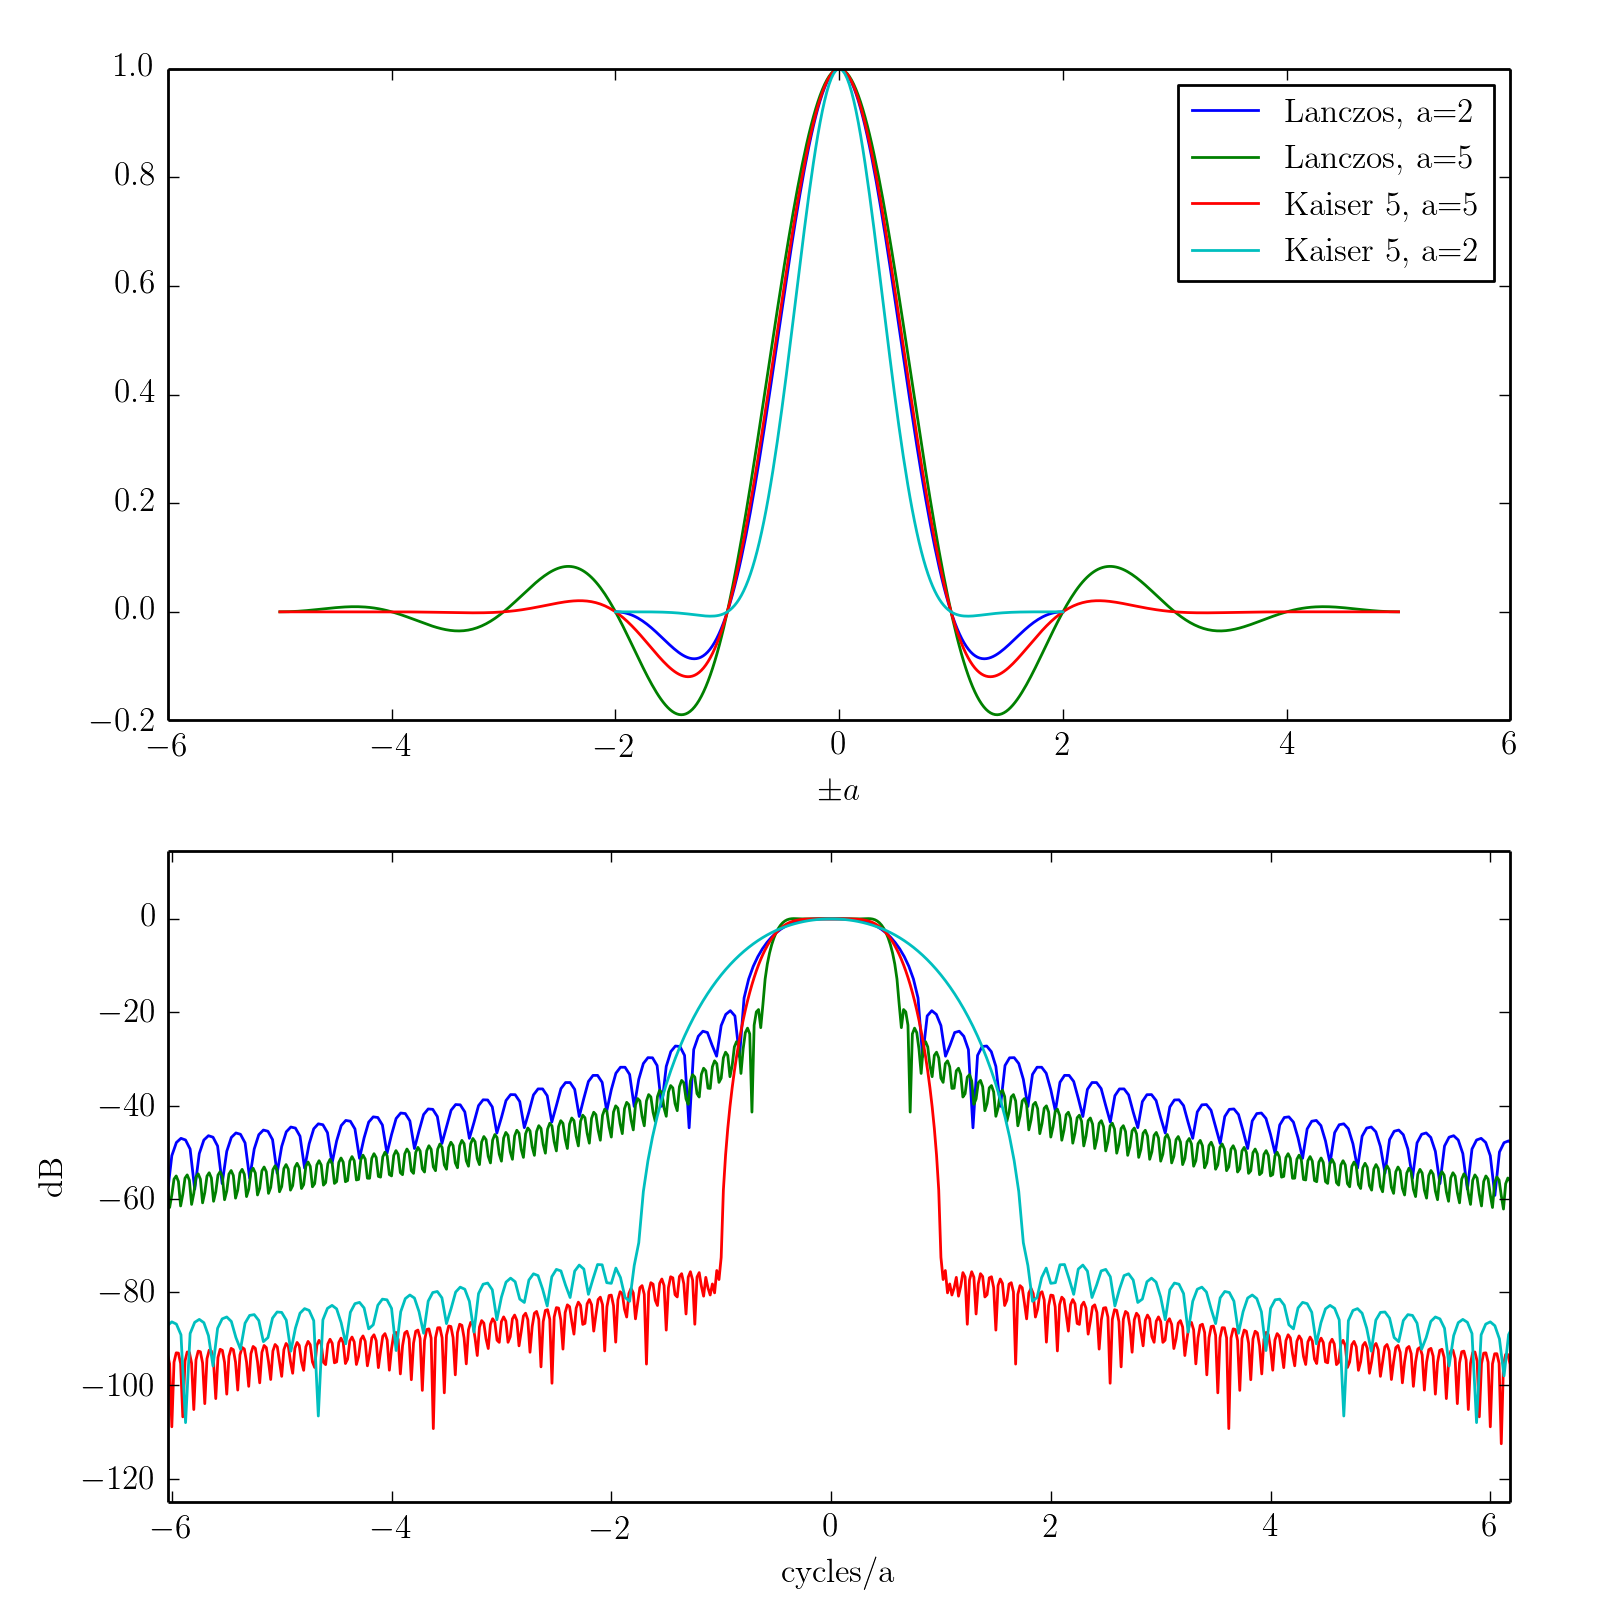 1.0
0.8
0.6
0.4
0.2
0.0
−0.2
Lanczos, a=2
Lanczos, a=5
Kaiser 5, a=5
Kaiser 5, a=2
−6 −4 −2 0 2 4 6
±a
0
−20
−40
−60
−80
−100
−120
dB
−6 −4 −2 0 2 4 6
cycles/a